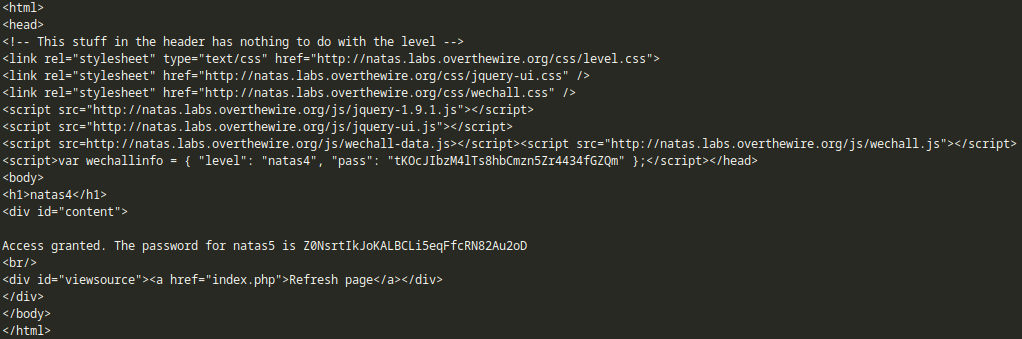 <html>
<head>
<!-- This stuff in the header has nothing to do with the level -->
<link rel="stylesheet" type="text/css" href="http://natas.labs.overthewire.org/css/level.css">
<link rel="stylesheet" href="http://natas.labs.overthewire.org/css/jquery-ui.css" />
<link rel="stylesheet" href="http://natas.labs.overthewire.org/css/wechall.css" />
<script src="http://natas.labs.overthewire.org/js/jquery-1.9.1.js"></script>
<script src="http://natas.labs.overthewire.org/js/jquery-ui.js"></script>
<script src=http://natas.labs.overthewire.org/js/wechall-data.js></script><script src="http://natas.labs.overthewire.org/js/wechall.js"></script>
<script>var wechallinfo = { "level": "natas4", "pass": "tKOcJIbzM4lTs8hbCmzn5Zr4434fGZQm" };</script></head>
<body>
<h1>natas4</h1>
<div id="content">

Access granted. The password for natas5 is Z0NsrtIkJoKALBCLi5eqFfcRN82Au2oD
<br/>
<div id="viewsource"><a href="index.php">Refresh page</a></div>
</div>
</body>
</html>